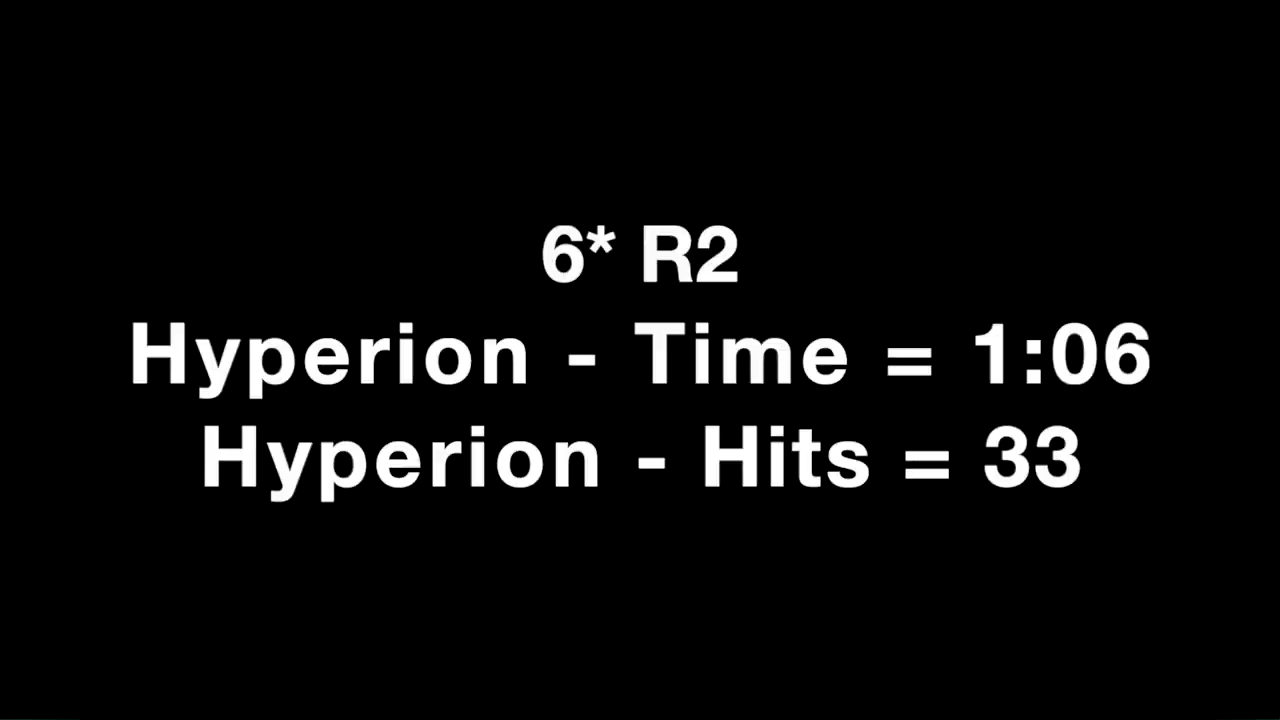 6* R2
Hyperion - Time = 1:06
Hyperion - Hits = 33